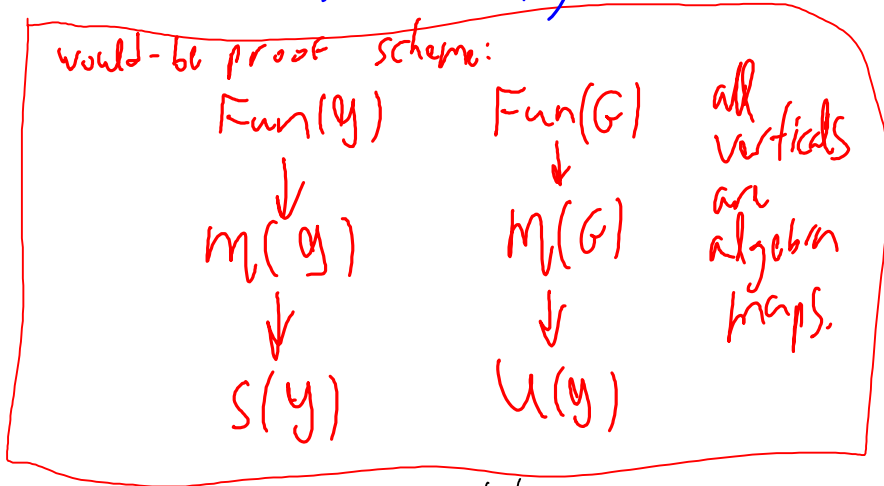 would-be proof scheme:
Fun(g) Fun(G) all
verticals
↓ ↓ are
m(g) m(G) algebra
maps.
↓ ↓
S(g) U(g)